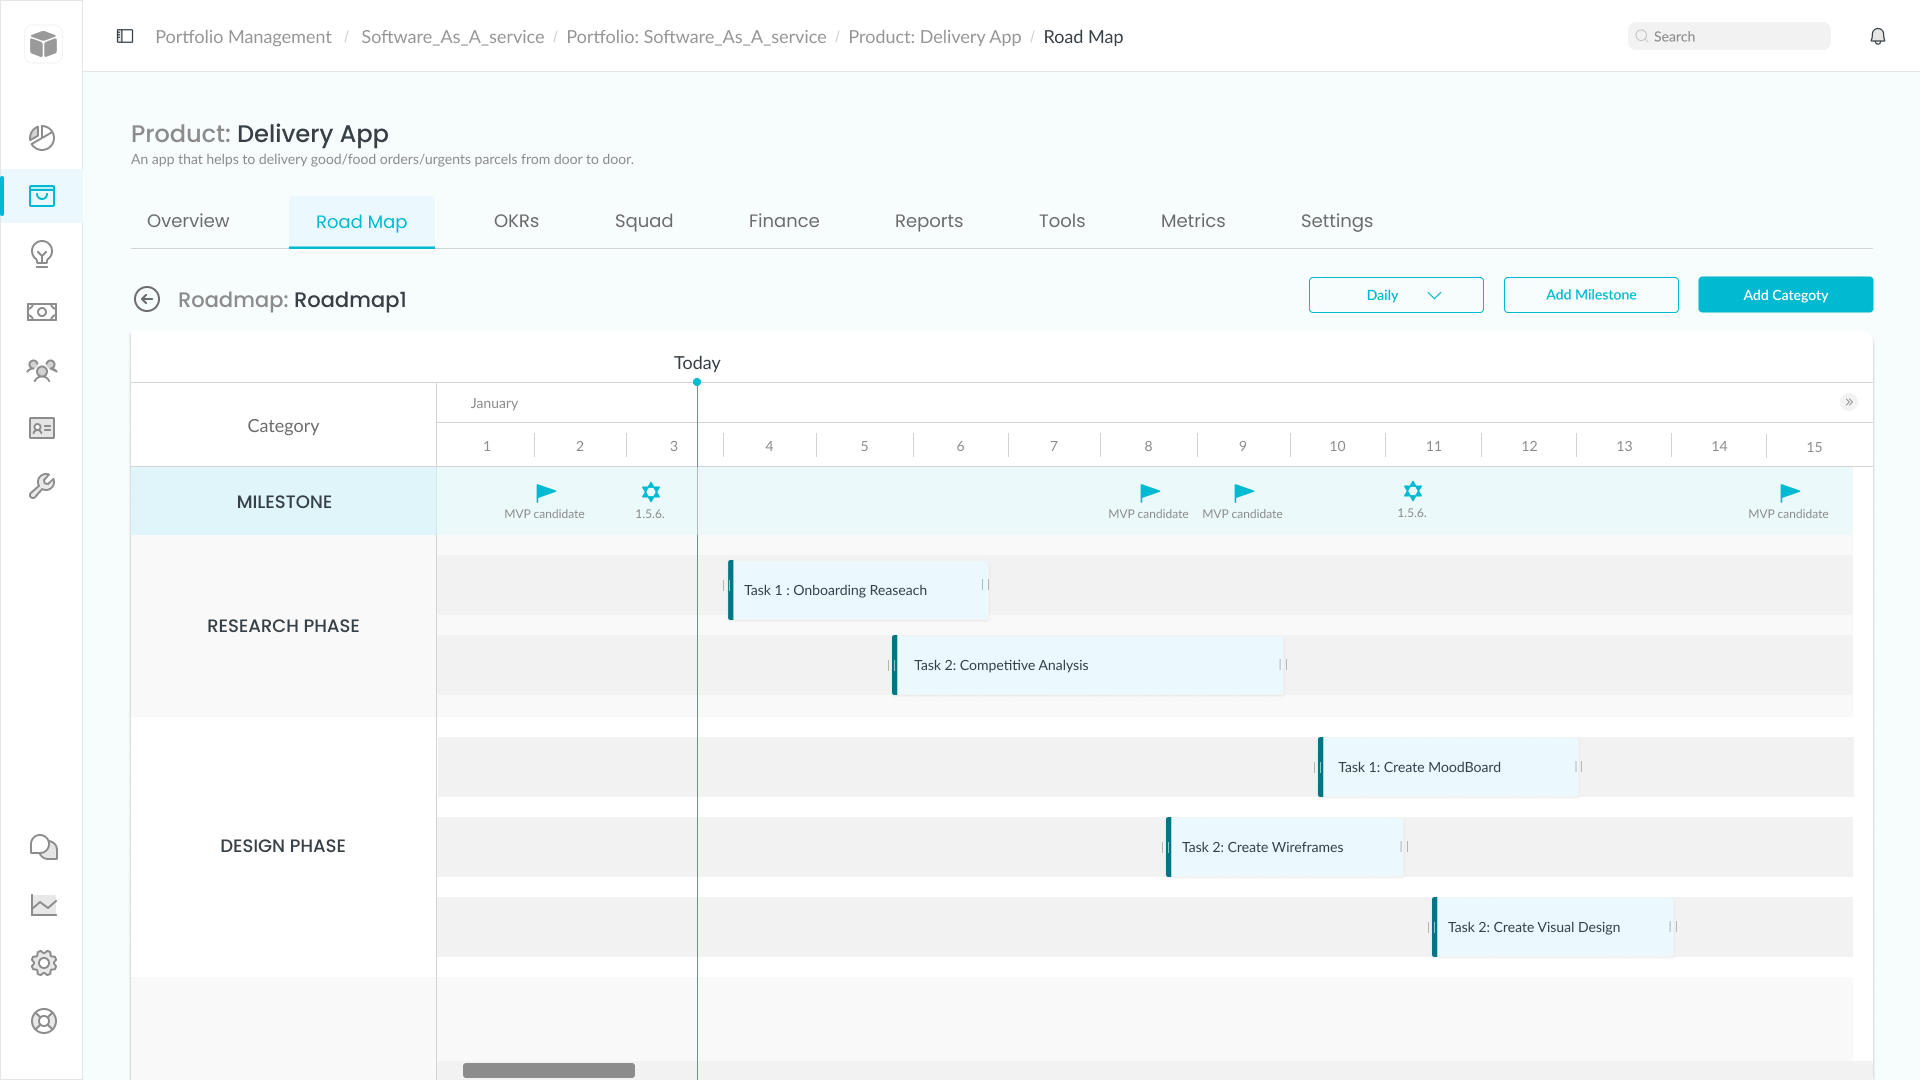 Portfolio Management / Software_As_A_service / Portfolio: Software_As_A_service / Product: Delivery App / Road Map
Search
Product: Delivery App
An app that helps to delivery good/food orders/urgents parcels from door to door.
Overview Road Map OKRs Squad Finance Reports Tools Metrics Settings
Roadmap: Roadmap1
Daily
Add Milestone
Add Categoty
Today
Category
January
1 2 3 4 5 6 7 8 9 10 11 12 13 14 15
MILESTONE
MVP candidate 1.5.6. MVP candidate MVP candidate 1.5.6. MVP candidate
RESEARCH PHASE
Task 1 : Onboarding Reaseach
Task 2: Competitive Analysis
DESIGN PHASE
Task 1: Create MoodBoard
Task 2: Create Wireframes
Task 2: Create Visual Design